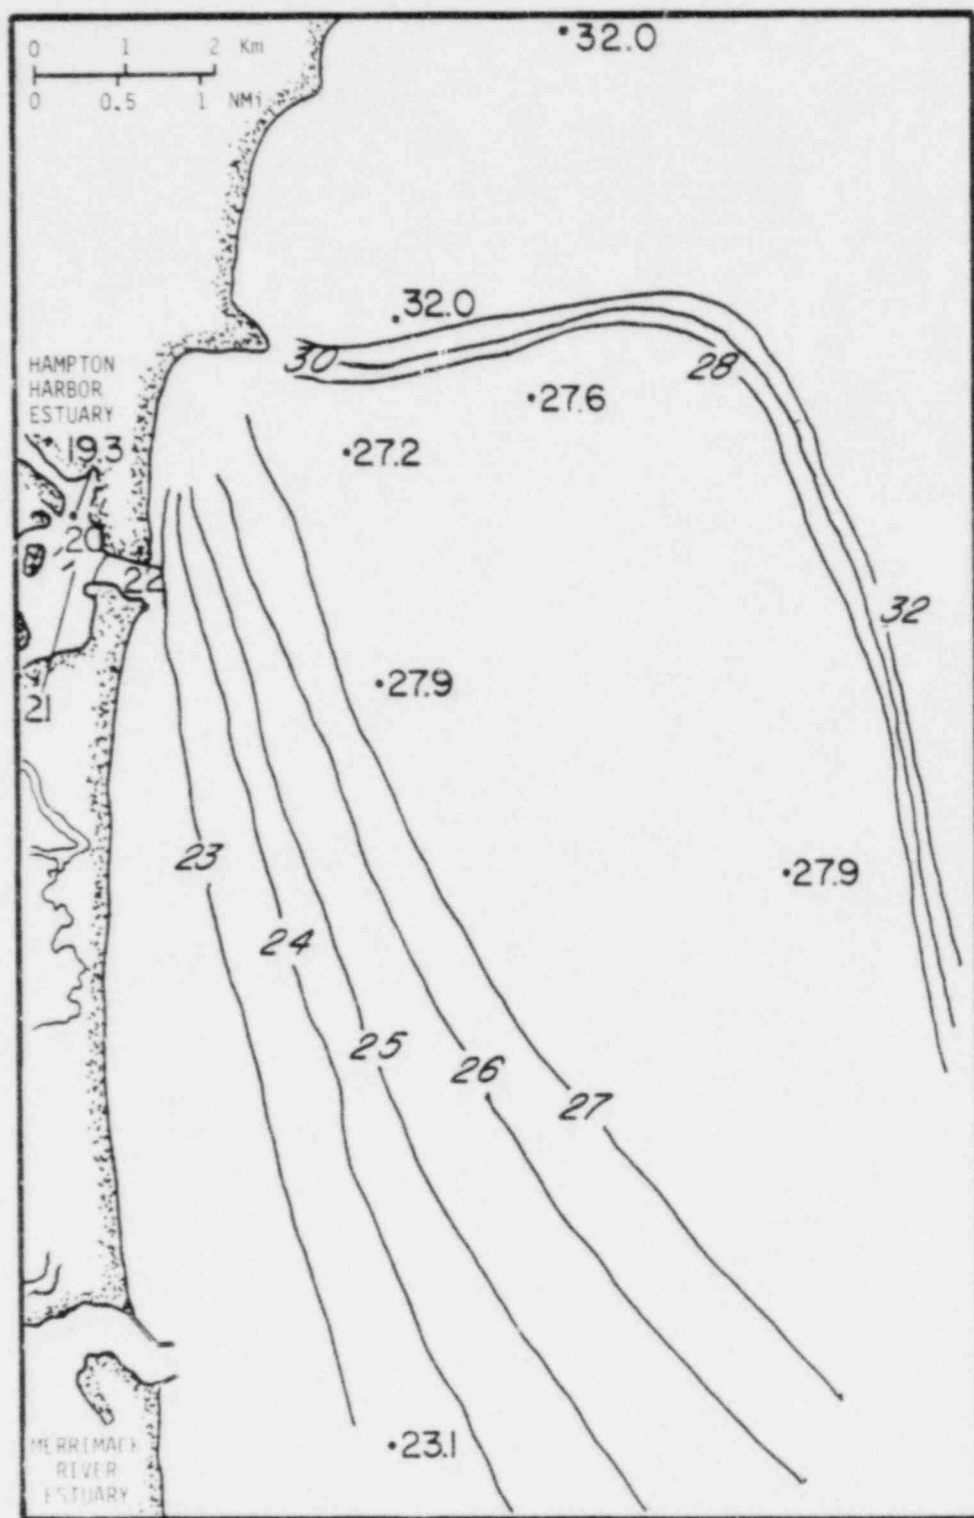 0 1 2 Km
0 0.5 1 NMi
32.0
32.0
30
28
HAMPTON
HARBOR
ESTUARY
27.6
19.3
27.2
20
22
32
27.9
21
23
27.9
24
25
26
27
23.1
MERRIMACK
RIVER
ESTUARY